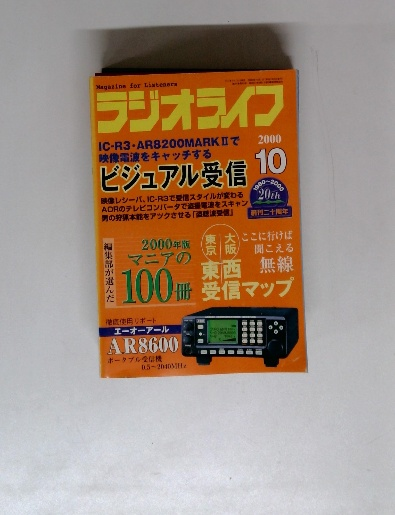 Magazine for Listeners
ラジオライフ
2000
10
IC-R3・AR8200MARKⅡで
映像電波をキャッチする
ビジュアル受信
1980~2000
20th
創刊二十周年
映像レシーバ、IC-R3で受信スタイルが変わる
AORのテレビコンバータで盗撮電波をスキャン
男の狩猟本能をアツクさせる「盗聴波受信」
編集部が選んだ
2000年版
マニアの
100冊
東京
大阪
ここに行けば
聞こえる
無線
東西
受信マップ
徹底使用リポート
エーオーアール
AR8600
ポータブル受信機
0.5~2040MHz